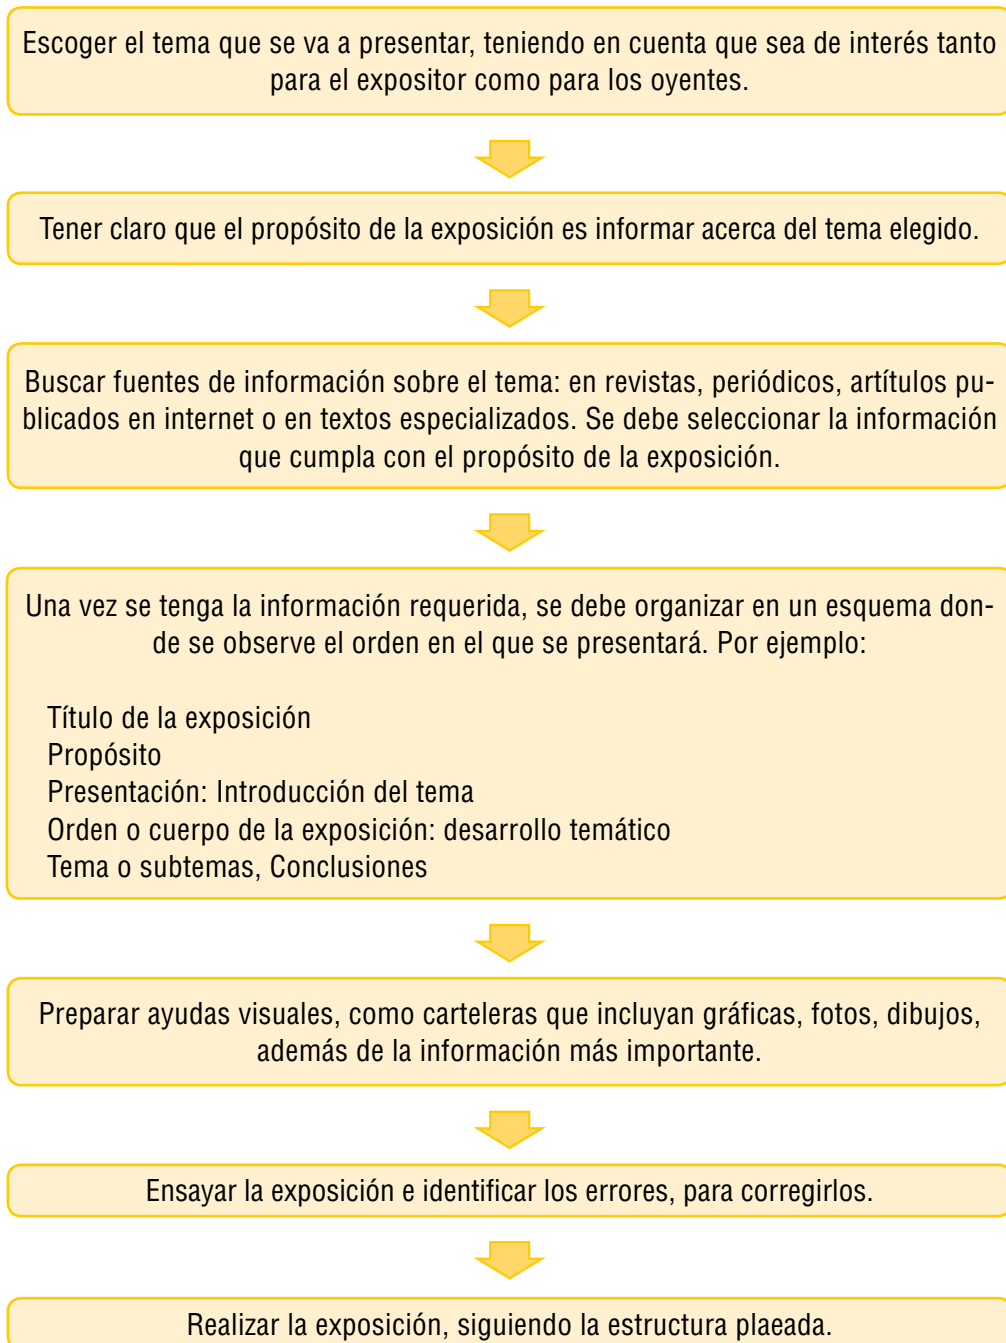 Escoger el tema que se va a presentar, teniendo en cuenta que sea de interés tanto
para el expositor como para los oyentes.
Tener claro que el propósito de la exposición es informar acerca del tema elegido.
Buscar fuentes de información sobre el tema: en revistas, periódicos, artítulos pu-
blicados en internet o en textos especializados. Se debe seleccionar la información
que cumpla con el propósito de la exposición.
Una vez se tenga la información requerida, se debe organizar en un esquema don-
de se observe el orden en el que se presentará. Por ejemplo:
Título de la exposición
Propósito
Presentación: Introducción del tema
Orden o cuerpo de la exposición: desarrollo temático
Tema o subtemas, Conclusiones
Preparar ayudas visuales, como carteleras que incluyan gráficas, fotos, dibujos,
además de la información más importante.
Ensayar la exposición e identificar los errores, para corregirlos.
Realizar la exposición, siguiendo la estructura plaeada.